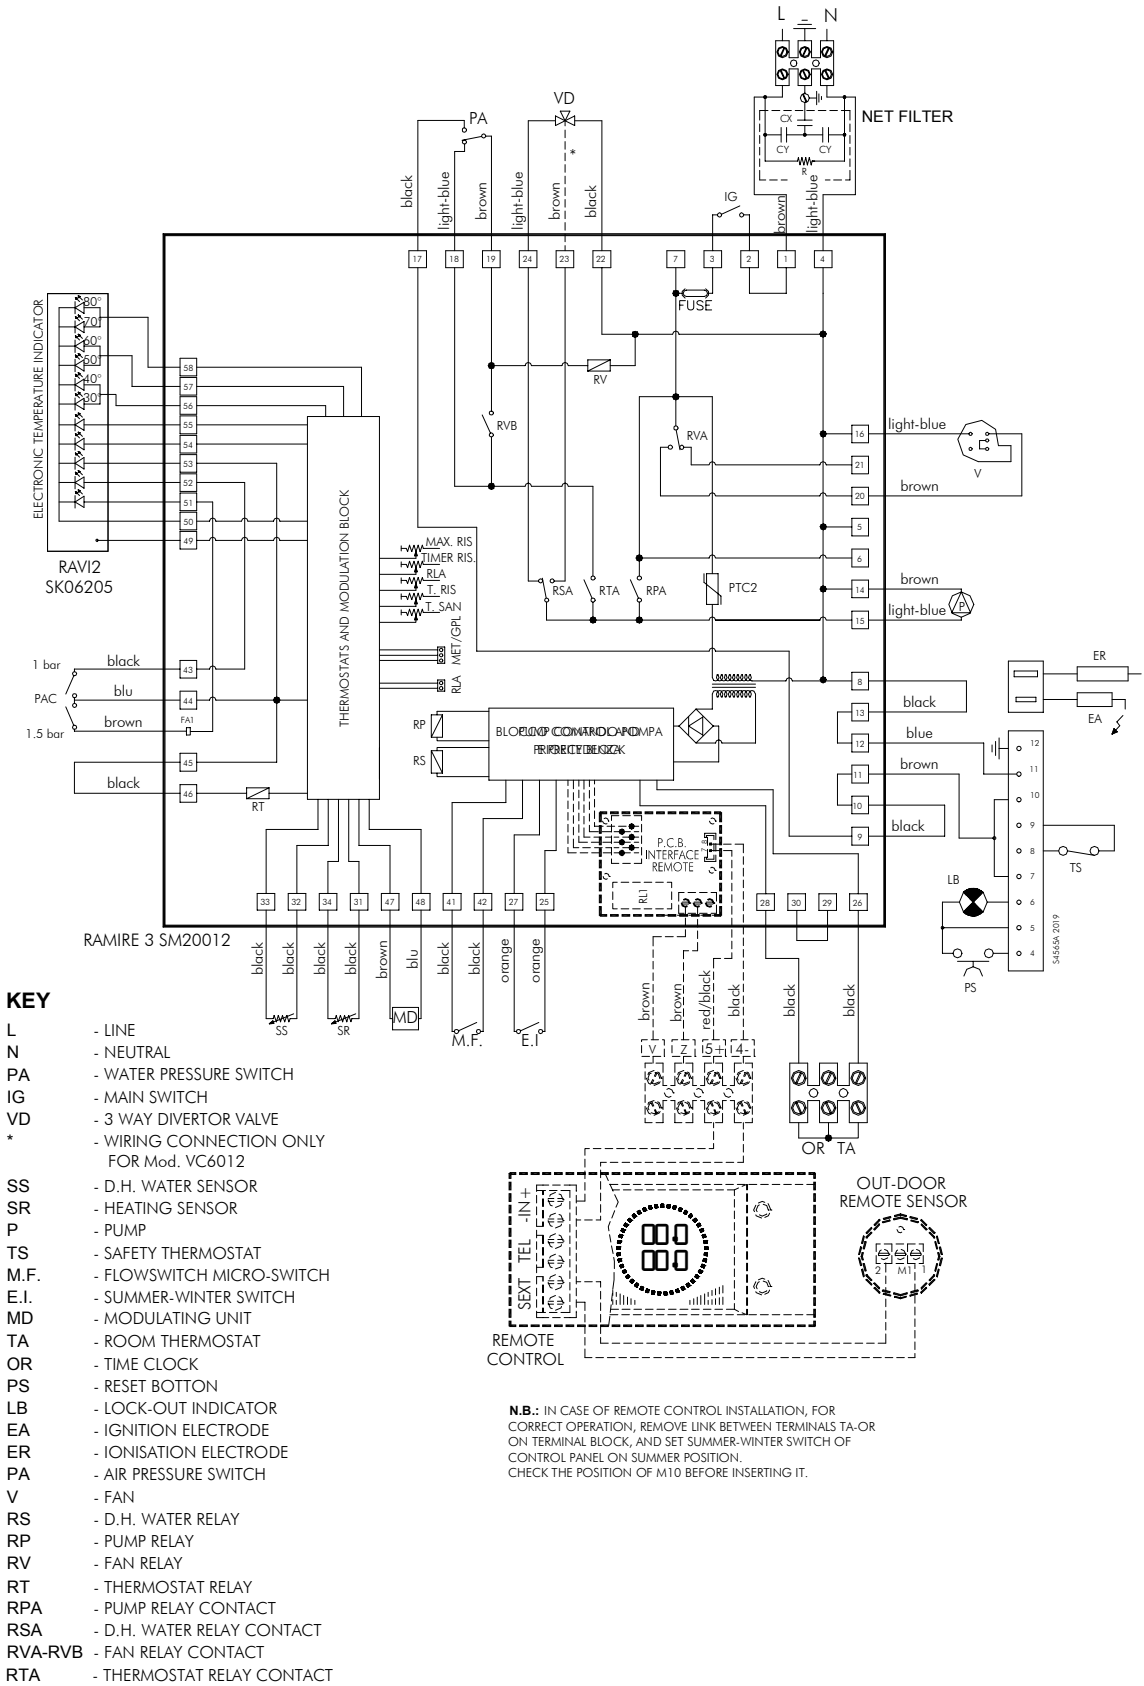 L N
NET FILTER
CX
CY CY
R
PA
VD
*
IG
black
light-blue
brown
light-blue
brown
black
brown
light-blue
17 18 19 24 23 22 7 3 2 1 4
FUSE
RV
RVB
RVA
ELECTRONIC TEMPERATURE INDICATOR
80°
70°
60°
50°
40°
30°
58
57
56
55
54
53
52
51
50
49
RAVI2
SK06205
THERMOSTATS AND MODULATION BLOCK
MAX. RIS
TIMER RIS.
RLA
T. RIS
T. SAN
MET/GPL
RLA
RSA RTA RPA PTC2
16 light-blue
21
20 brown
V
5
6
14 brown
15 light-blue
P
1 bar
PAC
1.5 bar
black 43
blu 44
brown FA1
45
black 46
RT
RP
RS
PUMP CONTROL AND
PRIORITY BLOCK
8
13 black
12 blue
11 brown
10
9 black
ER
EA
12
11
10
9
8
7
6
5
4
TS
LB
PS
S4565A 2019
P.C.B.
INTERFACE
REMOTE
7 8
RL1
33 32 34 31 47 48 41 42 27 25 28 30 29 26
RAMIRE 3 SM20012
black
black
black
black
brown
blu
black
black
orange
orange
brown
brown
red/black
black
black
black
SS SR MD M.F. E.I
V Z 5+ 4-
OR TA
-IN+
TEL
SEXT
REMOTE
CONTROL
OUT-DOOR
REMOTE SENSOR
2 M1 1
KEY
L - LINE
N - NEUTRAL
PA - WATER PRESSURE SWITCH
IG - MAIN SWITCH
VD - 3 WAY DIVERTOR VALVE
* - WIRING CONNECTION ONLY
FOR Mod. VC6012
SS - D.H. WATER SENSOR
SR - HEATING SENSOR
P - PUMP
TS - SAFETY THERMOSTAT
M.F. - FLOWSWITCH MICRO-SWITCH
E.I. - SUMMER-WINTER SWITCH
MD - MODULATING UNIT
TA - ROOM THERMOSTAT
OR - TIME CLOCK
PS - RESET BOTTON
LB - LOCK-OUT INDICATOR
EA - IGNITION ELECTRODE
ER - IONISATION ELECTRODE
PA - AIR PRESSURE SWITCH
V - FAN
RS - D.H. WATER RELAY
RP - PUMP RELAY
RV - FAN RELAY
RT - THERMOSTAT RELAY
RPA - PUMP RELAY CONTACT
RSA - D.H. WATER RELAY CONTACT
RVA-RVB - FAN RELAY CONTACT
RTA - THERMOSTAT RELAY CONTACT
N.B.: IN CASE OF REMOTE CONTROL INSTALLATION, FOR
CORRECT OPERATION, REMOVE LINK BETWEEN TERMINALS TA-OR
ON TERMINAL BLOCK, AND SET SUMMER-WINTER SWITCH OF
CONTROL PANEL ON SUMMER POSITION.
CHECK THE POSITION OF M10 BEFORE INSERTING IT.